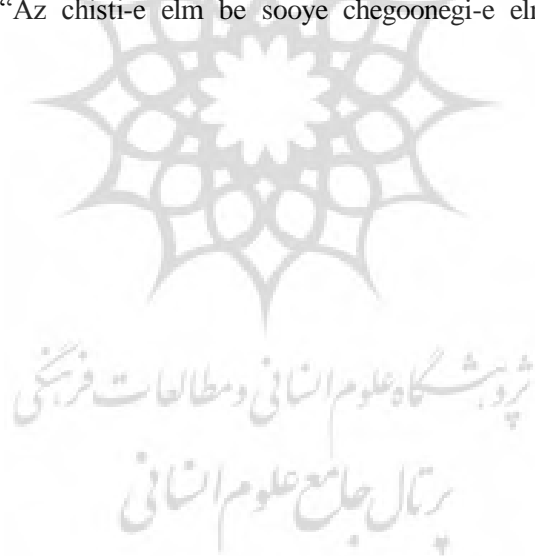 “Az chisti-e elm be sooye chegoonegi-e elm
پژوهشگاه علوم انسانی و مطالعات فرهنگی
پرتال جامع علوم انسانی